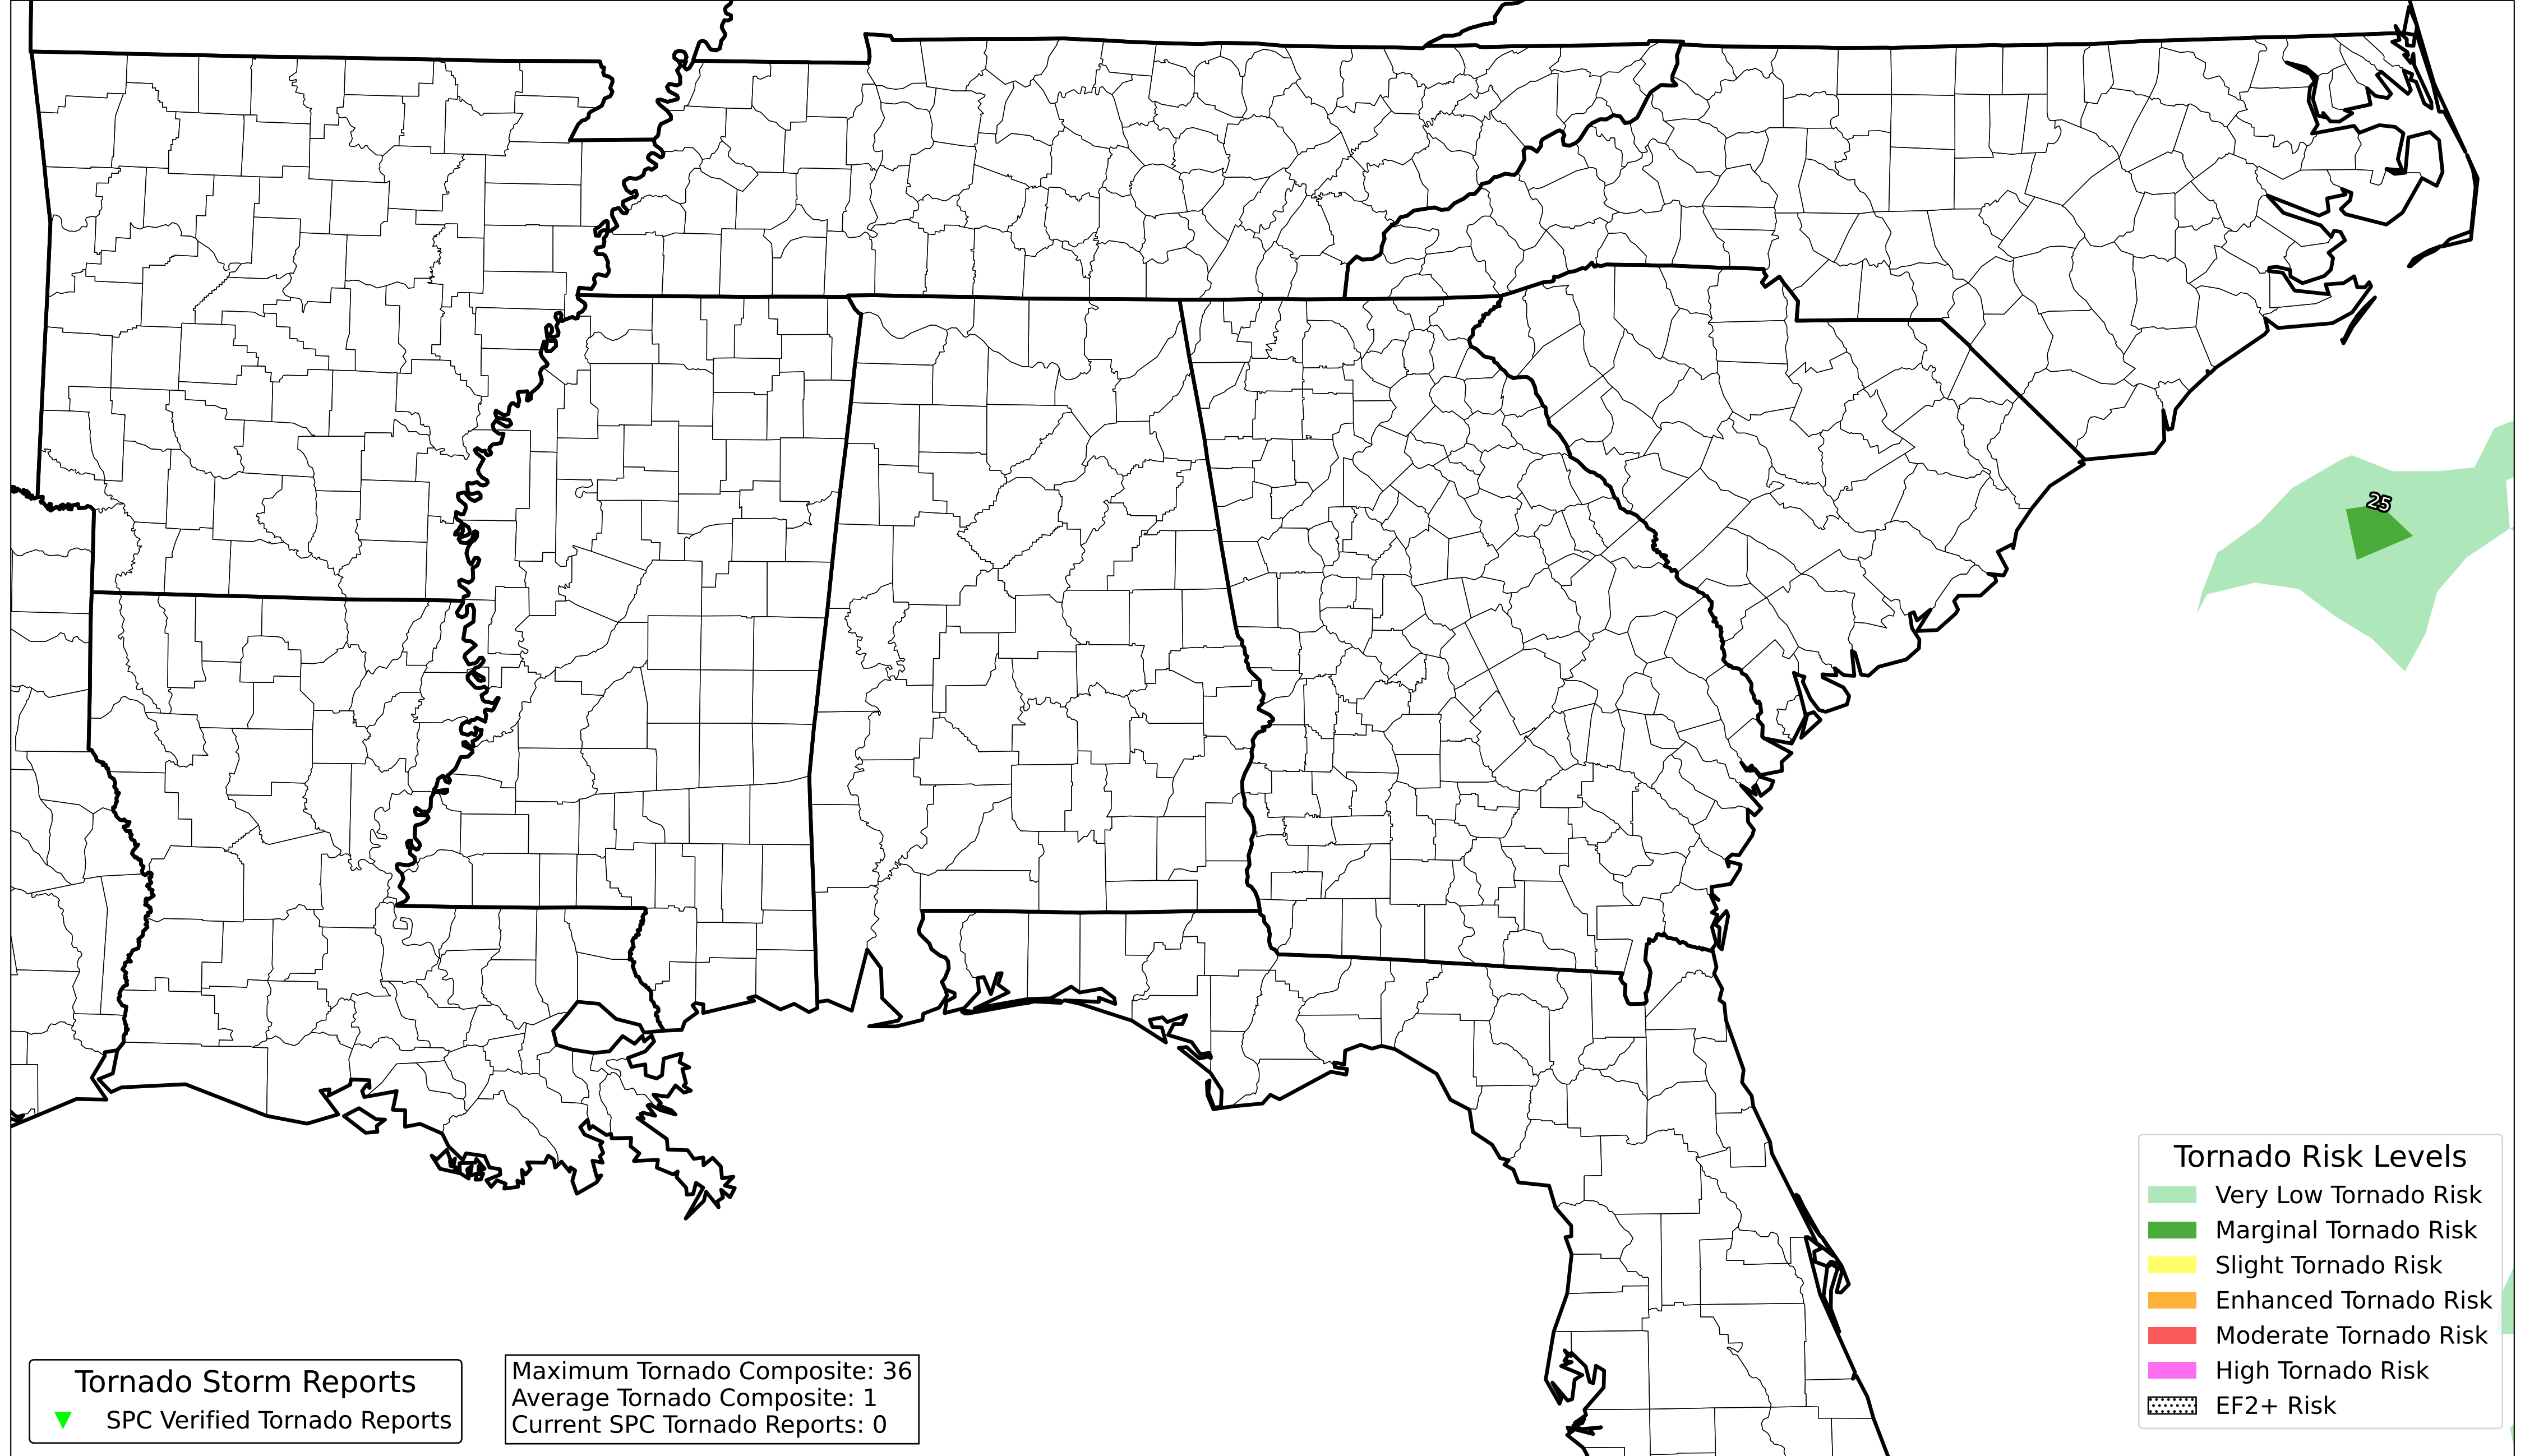 25
Tornado Risk Levels
Very Low Tornado Risk
Marginal Tornado Risk
Slight Tornado Risk
Enhanced Tornado Risk
Moderate Tornado Risk
High Tornado Risk
EF2+ Risk
Tornado Storm Reports
SPC Verified Tornado Reports
Maximum Tornado Composite: 36
Average Tornado Composite: 1
Current SPC Tornado Reports: 0